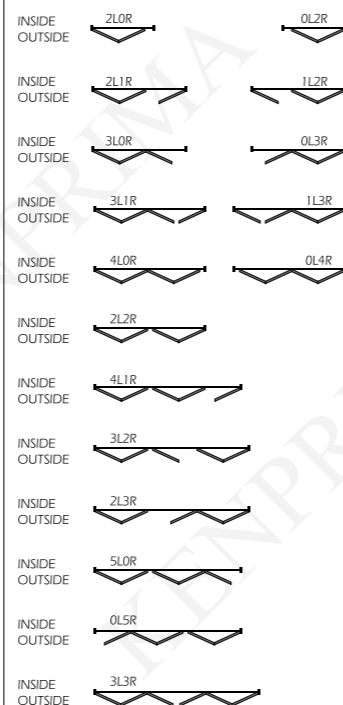 INSIDE 2L0R 0L2R
OUTSIDE
INSIDE 2L1R 1L2R
OUTSIDE
INSIDE 3L0R 0L3R
OUTSIDE
INSIDE 3L1R 1L3R
OUTSIDE
INSIDE 4L0R 0L4R
OUTSIDE
INSIDE 2L2R
OUTSIDE
INSIDE 4L1R
OUTSIDE
INSIDE 3L2R
OUTSIDE
INSIDE 2L3R
OUTSIDE
INSIDE 5L0R
OUTSIDE
INSIDE 0L5R
OUTSIDE
INSIDE 3L3R
OUTSIDE
KENPRIMA